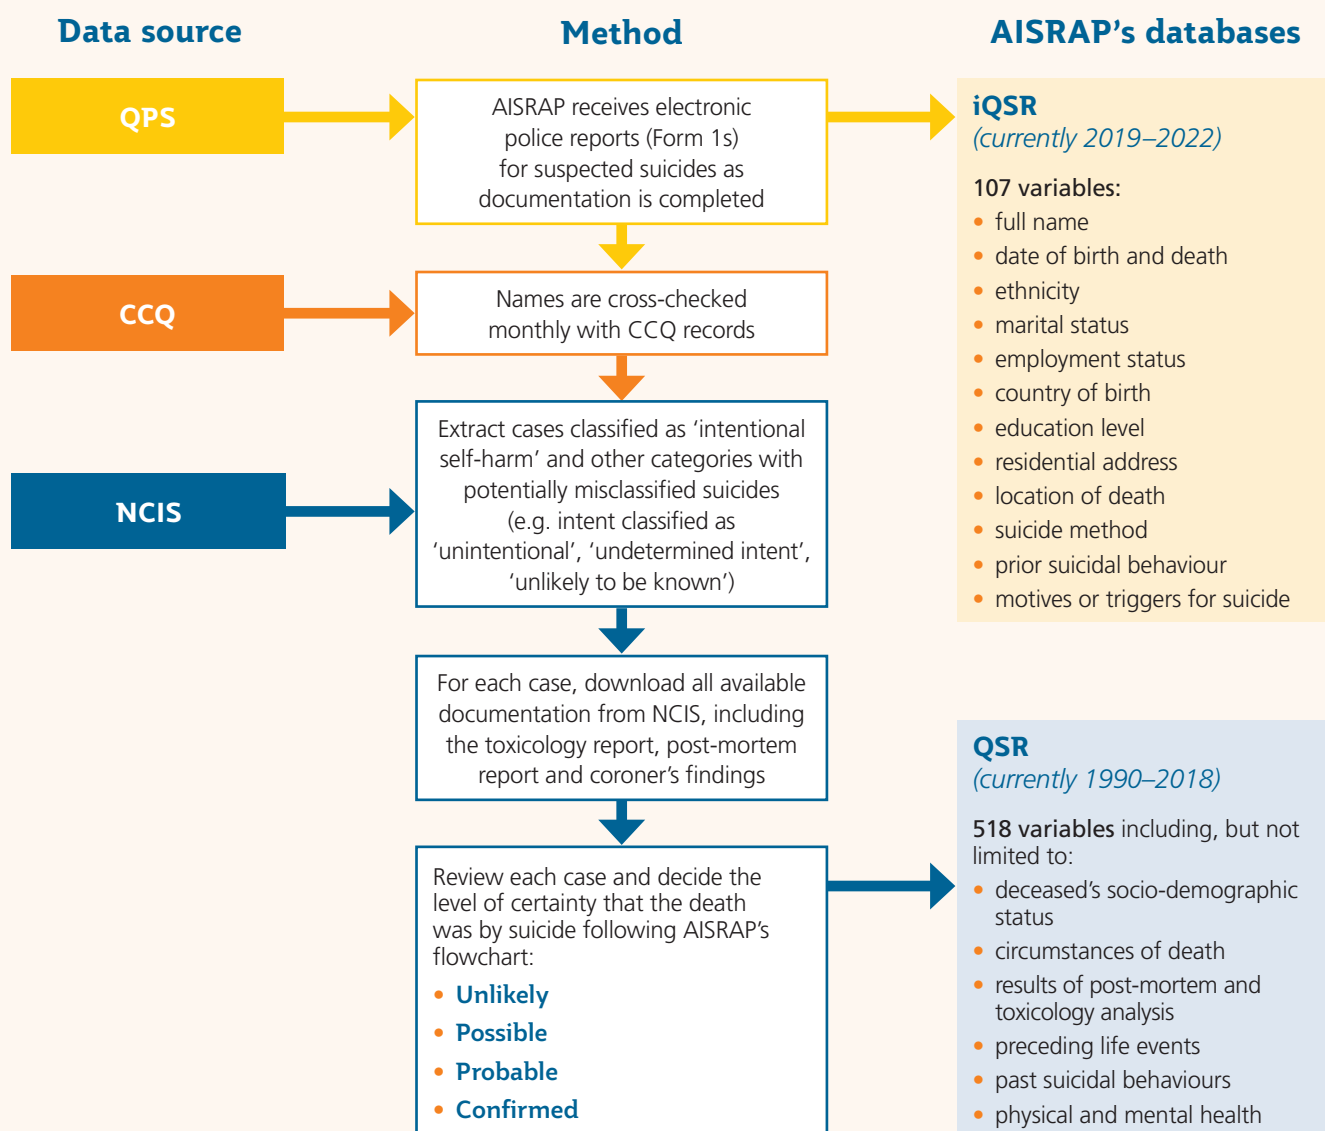 Data source
Method
AISRAP's databases
QPS
AISRAP receives electronic
police reports (Form 1s)
for suspected suicides as
documentation is completed
iQSR
(currently 2019–2022)
107 variables:
• full name
• date of birth and death
• ethnicity
• marital status
• employment status
• country of birth
• education level
• residential address
• location of death
• suicide method
• prior suicidal behaviour
• motives or triggers for suicide
CCQ
Names are cross-checked
monthly with CCQ records
NCIS
Extract cases classified as ‘intentional
self-harm’ and other categories with
potentially misclassified suicides
(e.g. intent classified as
‘unintentional’, ‘undetermined intent’,
‘unlikely to be known’)
For each case, download all available
documentation from NCIS, including
the toxicology report, post-mortem
report and coroner’s findings
Review each case and decide the
level of certainty that the death
was by suicide following AISRAP’s
flowchart:
• Unlikely
• Possible
• Probable
• Confirmed
QSR
(currently 1990–2018)
518 variables including, but not
limited to:
• deceased’s socio-demographic
status
• circumstances of death
• results of post-mortem and
toxicology analysis
• preceding life events
• past suicidal behaviours
• physical and mental health